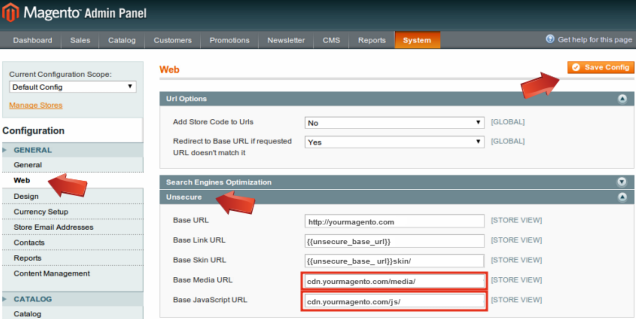 Magento Admin Panel
Dashboard Sales Catalog Customers Promotions Newsletter CMS Reports System Get help for this page
Current Configuration Scope:
Default Config
Manage Stores
Configuration
GENERAL
General
Web
Design
Currency Setup
Store Email Addresses
Contacts
Reports
Content Management
CATALOG
Catalog
Web Save Config
Url Options
Add Store Code to Urls No [GLOBAL]
Redirect to Base URL if requested Yes [GLOBAL]
URL doesn't match it
Search Engines Optimization
Unsecure
Base URL http://yourmagento.com [STORE VIEW]
Base Link URL {{unsecure_base_url}} [STORE VIEW]
Base Skin URL {{unsecure_base_ url}}skin/ [STORE VIEW]
Base Media URL cdn.yourmagento.com/media/ [STORE VIEW]
Base JavaScript URL cdn.yourmagento.com/js/ [STORE VIEW]